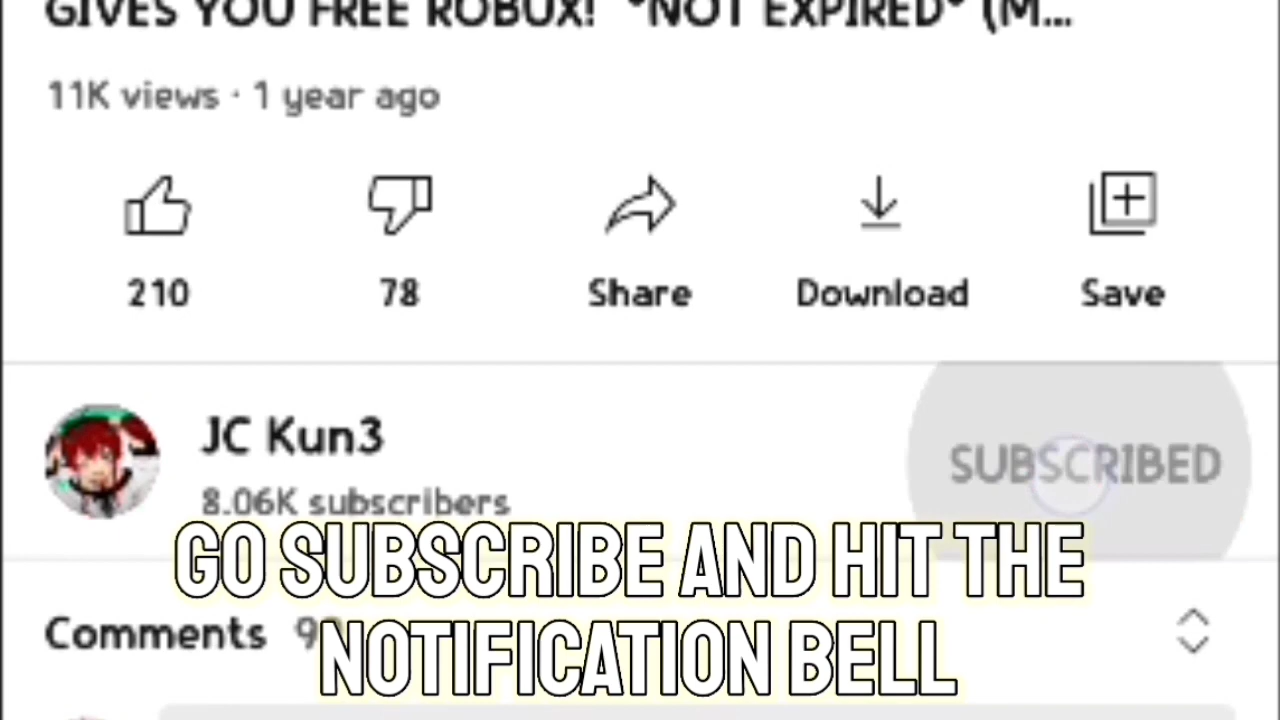 GIVES YOU FREE ROBUX! *NOT EXPIRED* (M...
11K views · 1 year ago
210
78
Share
Download
Save
JC Kun3
8.06K subscribers
SUBSCRIBED
GO SUBSCRIBE AND HIT THE
NOTIFICATION BELL
Comments